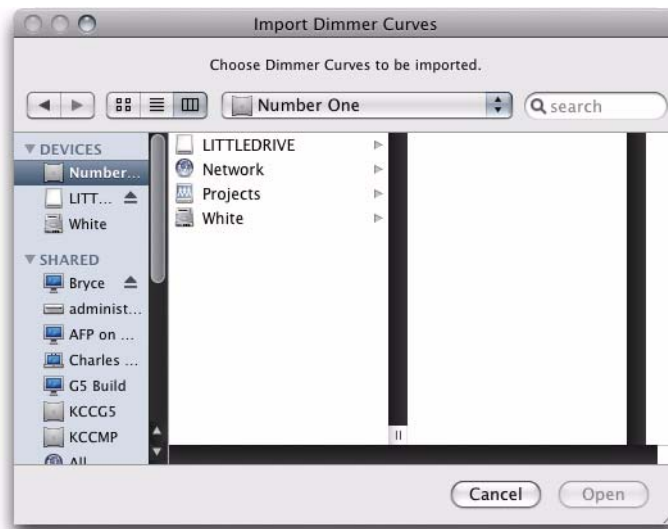 Import Dimmer Curves
Choose Dimmer Curves to be imported.
Number One
search
DEVICES
Number...
LITT...
White
SHARED
Bryce
administ...
AFP on ...
Charles ...
G5 Build
KCCG5
KCCMP
All
LITTLEDRIVE
Network
Projects
White
Cancel
Open